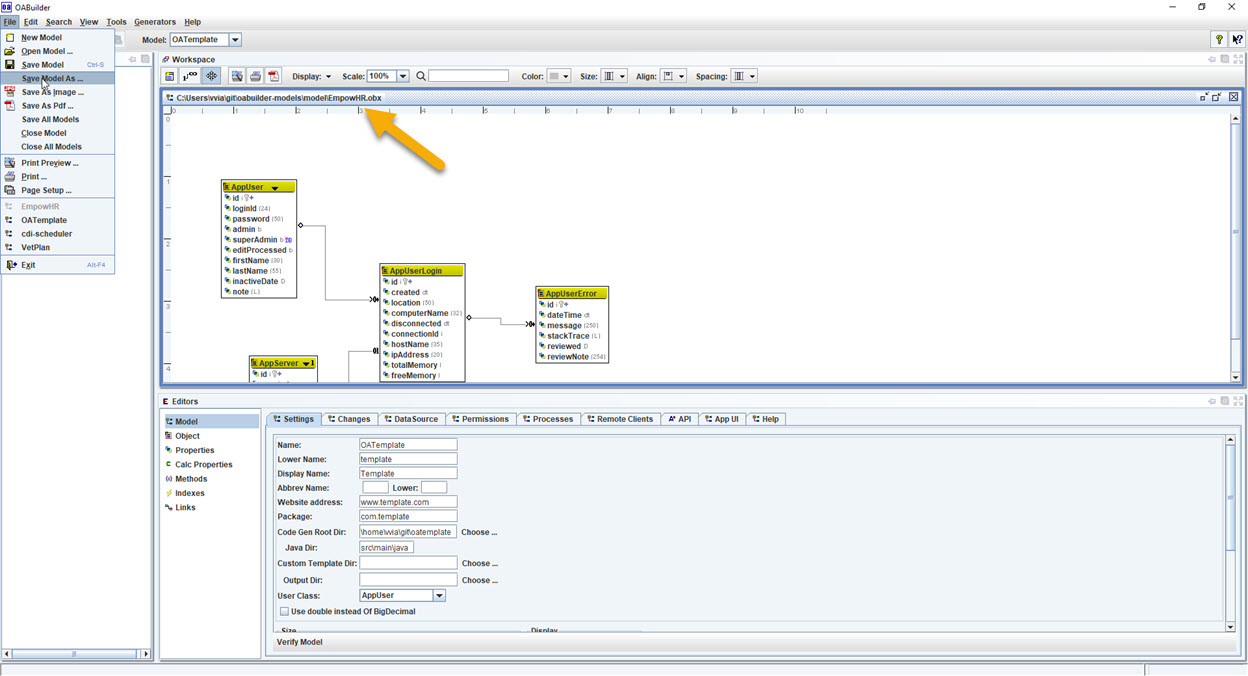 OABuilder
File Edit Search View Tools Generators Help
Model: OATemplate
New Model
Open Model ...
Save Model Ctrl-S
Save Model As ...
Save As Image ...
Save As Pdf ...
Save All Models
Close Model
Close All Models
Print Preview ...
Print ...
Page Setup ...
EmpowHR
OATemplate
cdi-scheduler
VetPlan
Exit Alt-F4
Workspace
Display: Scale: 100% Color: Size: Align: Spacing:
C:\Users\vvia\git\oabuilder-models\model\EmpowHR.obx
0 1 2 3 4 5 6 7 8 9 10
0
1
2
3
4
AppUser
id
loginId (24)
password (50)
admin b
superAdmin b
editProcessed b
firstName (30)
lastName (55)
inactiveDate D
note (L)
AppUserLogin
id
created dt
location (50)
computerName (32)
disconnected dt
connectionId i
hostName (35)
ipAddress (20)
totalMemory l
freeMemory l
AppUserError
id
dateTime dt
message (250)
stackTrace (L)
reviewed D
reviewNote (254)
AppServer 1
id
Editors
Model
Object
Properties
Calc Properties
Methods
Indexes
Links
Settings Changes DataSource Permissions Processes Remote Clients API App UI Help
Name: OATemplate
Lower Name: template
Display Name: Template
Abbrev Name: Lower:
Website address: www.template.com
Package: com.template
Code Gen Root Dir: \home\vvia\git\oatemplate Choose ...
Java Dir: src\main\java
Custom Template Dir: Choose ...
Output Dir: Choose ...
User Class: AppUser
Use double instead Of BigDecimal
Size Display
Verify Model